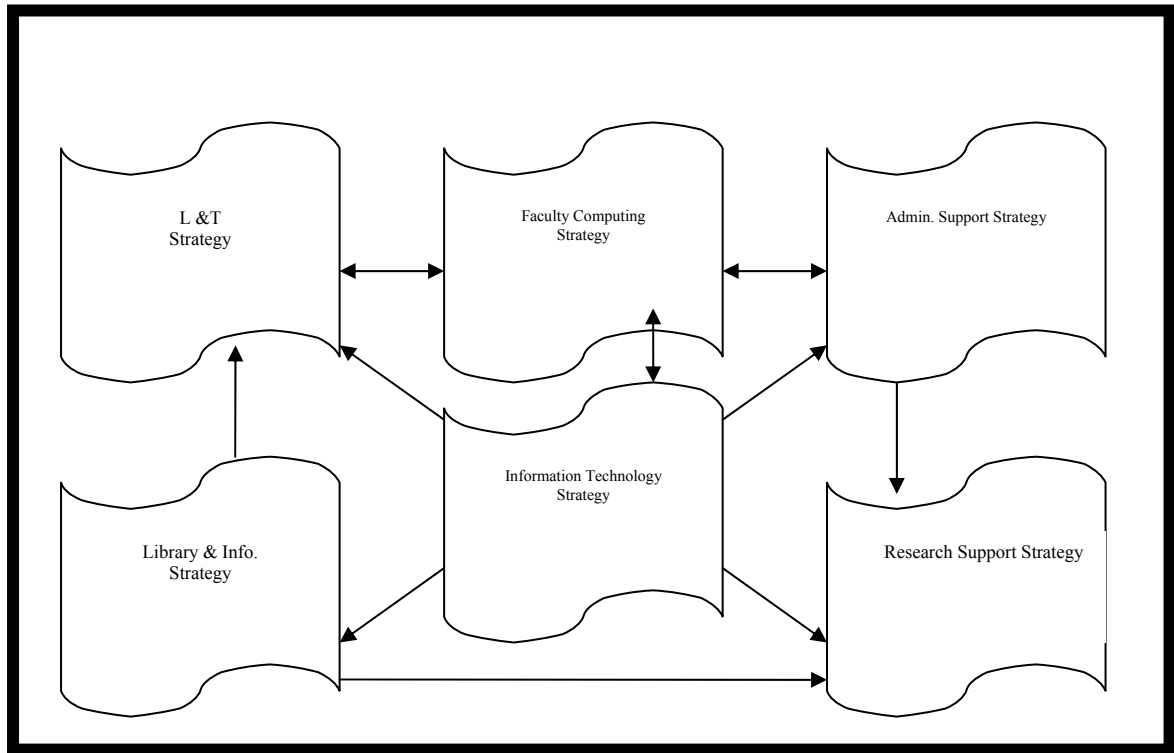 L &T
Strategy
Faculty Computing
Strategy
Admin. Support Strategy
Information Technology
Strategy
Library & Info.
Strategy
Research Support Strategy